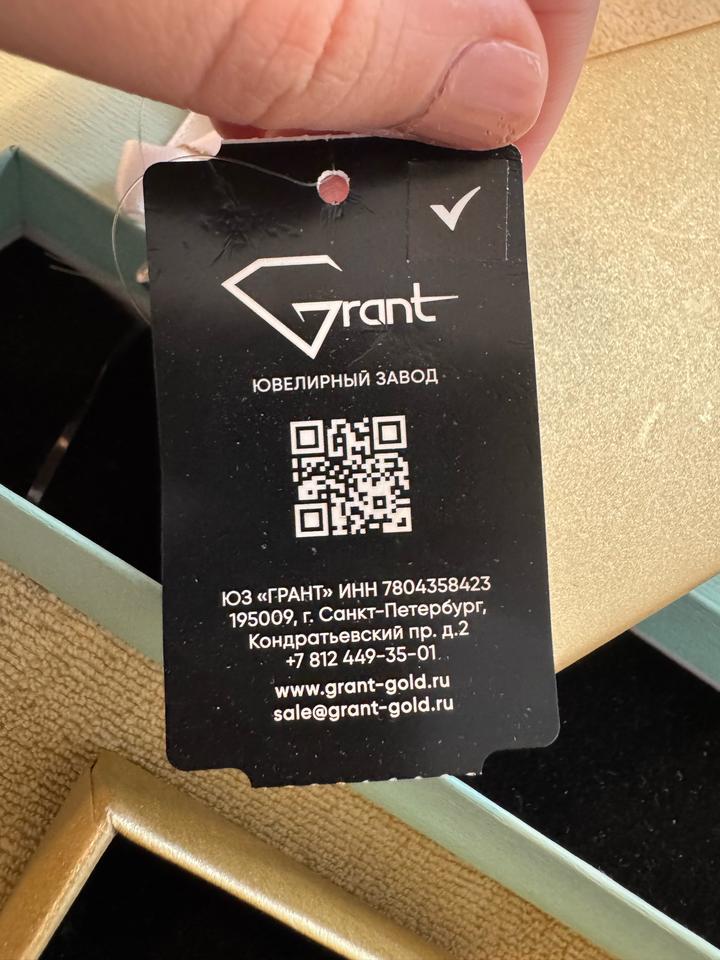 Grant
ЮВЕЛИРНЫЙ ЗАВОД
ЮЗ «ГРАНТ» ИНН 7804358423
195009, г. Санкт-Петербург,
Кондратьевский пр. д.2
+7 812 449-35-01
www.grant-gold.ru
sale@grant-gold.ru